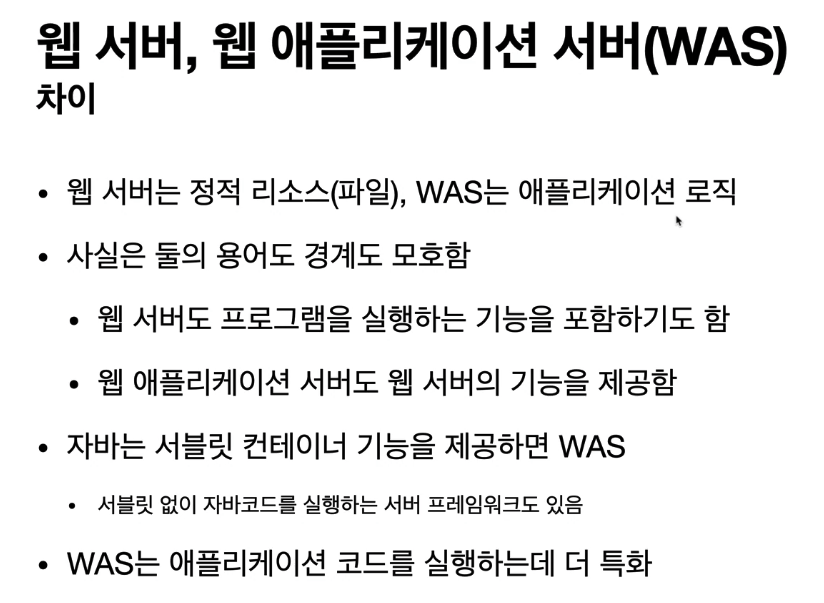 웹 서버, 웹 애플리케이션 서버(WAS)
차이
• 웹 서버는 정적 리소스(파일), WAS는 애플리케이션 로직
• 사실은 둘의 용어도 경계도 모호함
• 웹 서버도 프로그램을 실행하는 기능을 포함하기도 함
• 웹 애플리케이션 서버도 웹 서버의 기능을 제공함
• 자바는 서블릿 컨테이너 기능을 제공하면 WAS
• 서블릿 없이 자바코드를 실행하는 서버 프레임워크도 있음
• WAS는 애플리케이션 코드를 실행하는데 더 특화